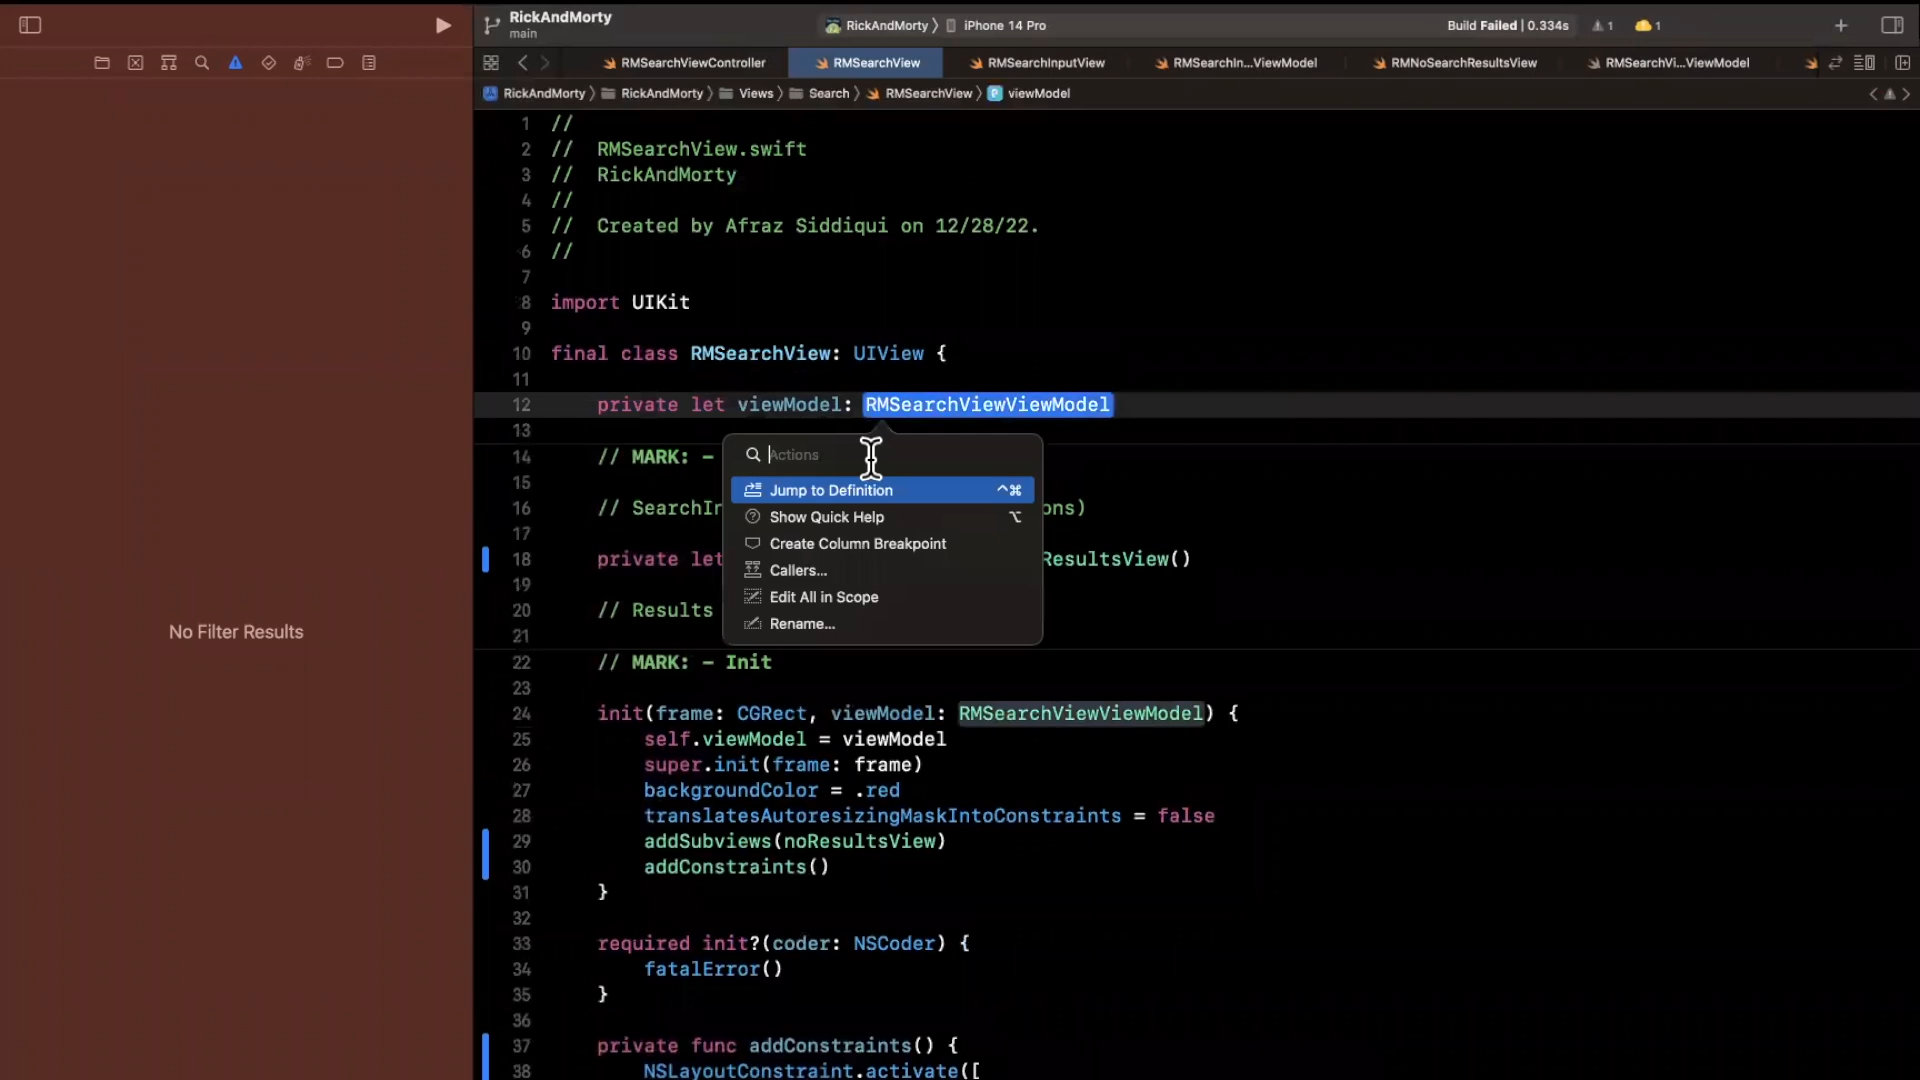 RickAndMorty
main
RickAndMorty
iPhone 14 Pro
Build Failed | 0.334s
1
1
RMSearchViewController
RMSearchView
RMSearchInputView
RMSearchIn...ViewModel
RMNoSearchResultsView
RMSearchVi...ViewModel
RickAndMorty
RickAndMorty
Views
Search
RMSearchView
viewModel
No Filter Results
1 //
2 //  RMSearchView.swift
3 //  RickAndMorty
4 //
5 //  Created by Afraz Siddiqui on 12/28/22.
6 //
7
8 import UIKit
9
10 final class RMSearchView: UIView {
11
12 private let viewModel: RMSearchViewViewModel
13
14 // MARK: –
15
16 // SearchIn ons)
17
18 private let ResultsView()
19
20 // Results
21
Actions
Jump to Definition ^⌘
Show Quick Help ⌥
Create Column Breakpoint
Callers...
Edit All in Scope
Rename...
22 // MARK: – Init
23
24 init(frame: CGRect, viewModel: RMSearchViewViewModel) {
25 self.viewModel = viewModel
26 super.init(frame: frame)
27 backgroundColor = .red
28 translatesAutoresizingMaskIntoConstraints = false
29 addSubviews(noResultsView)
30 addConstraints()
31 }
32
33 required init?(coder: NSCoder) {
34 fatalError()
35 }
36
37 private func addConstraints() {
38 NSLayoutConstraint.activate([